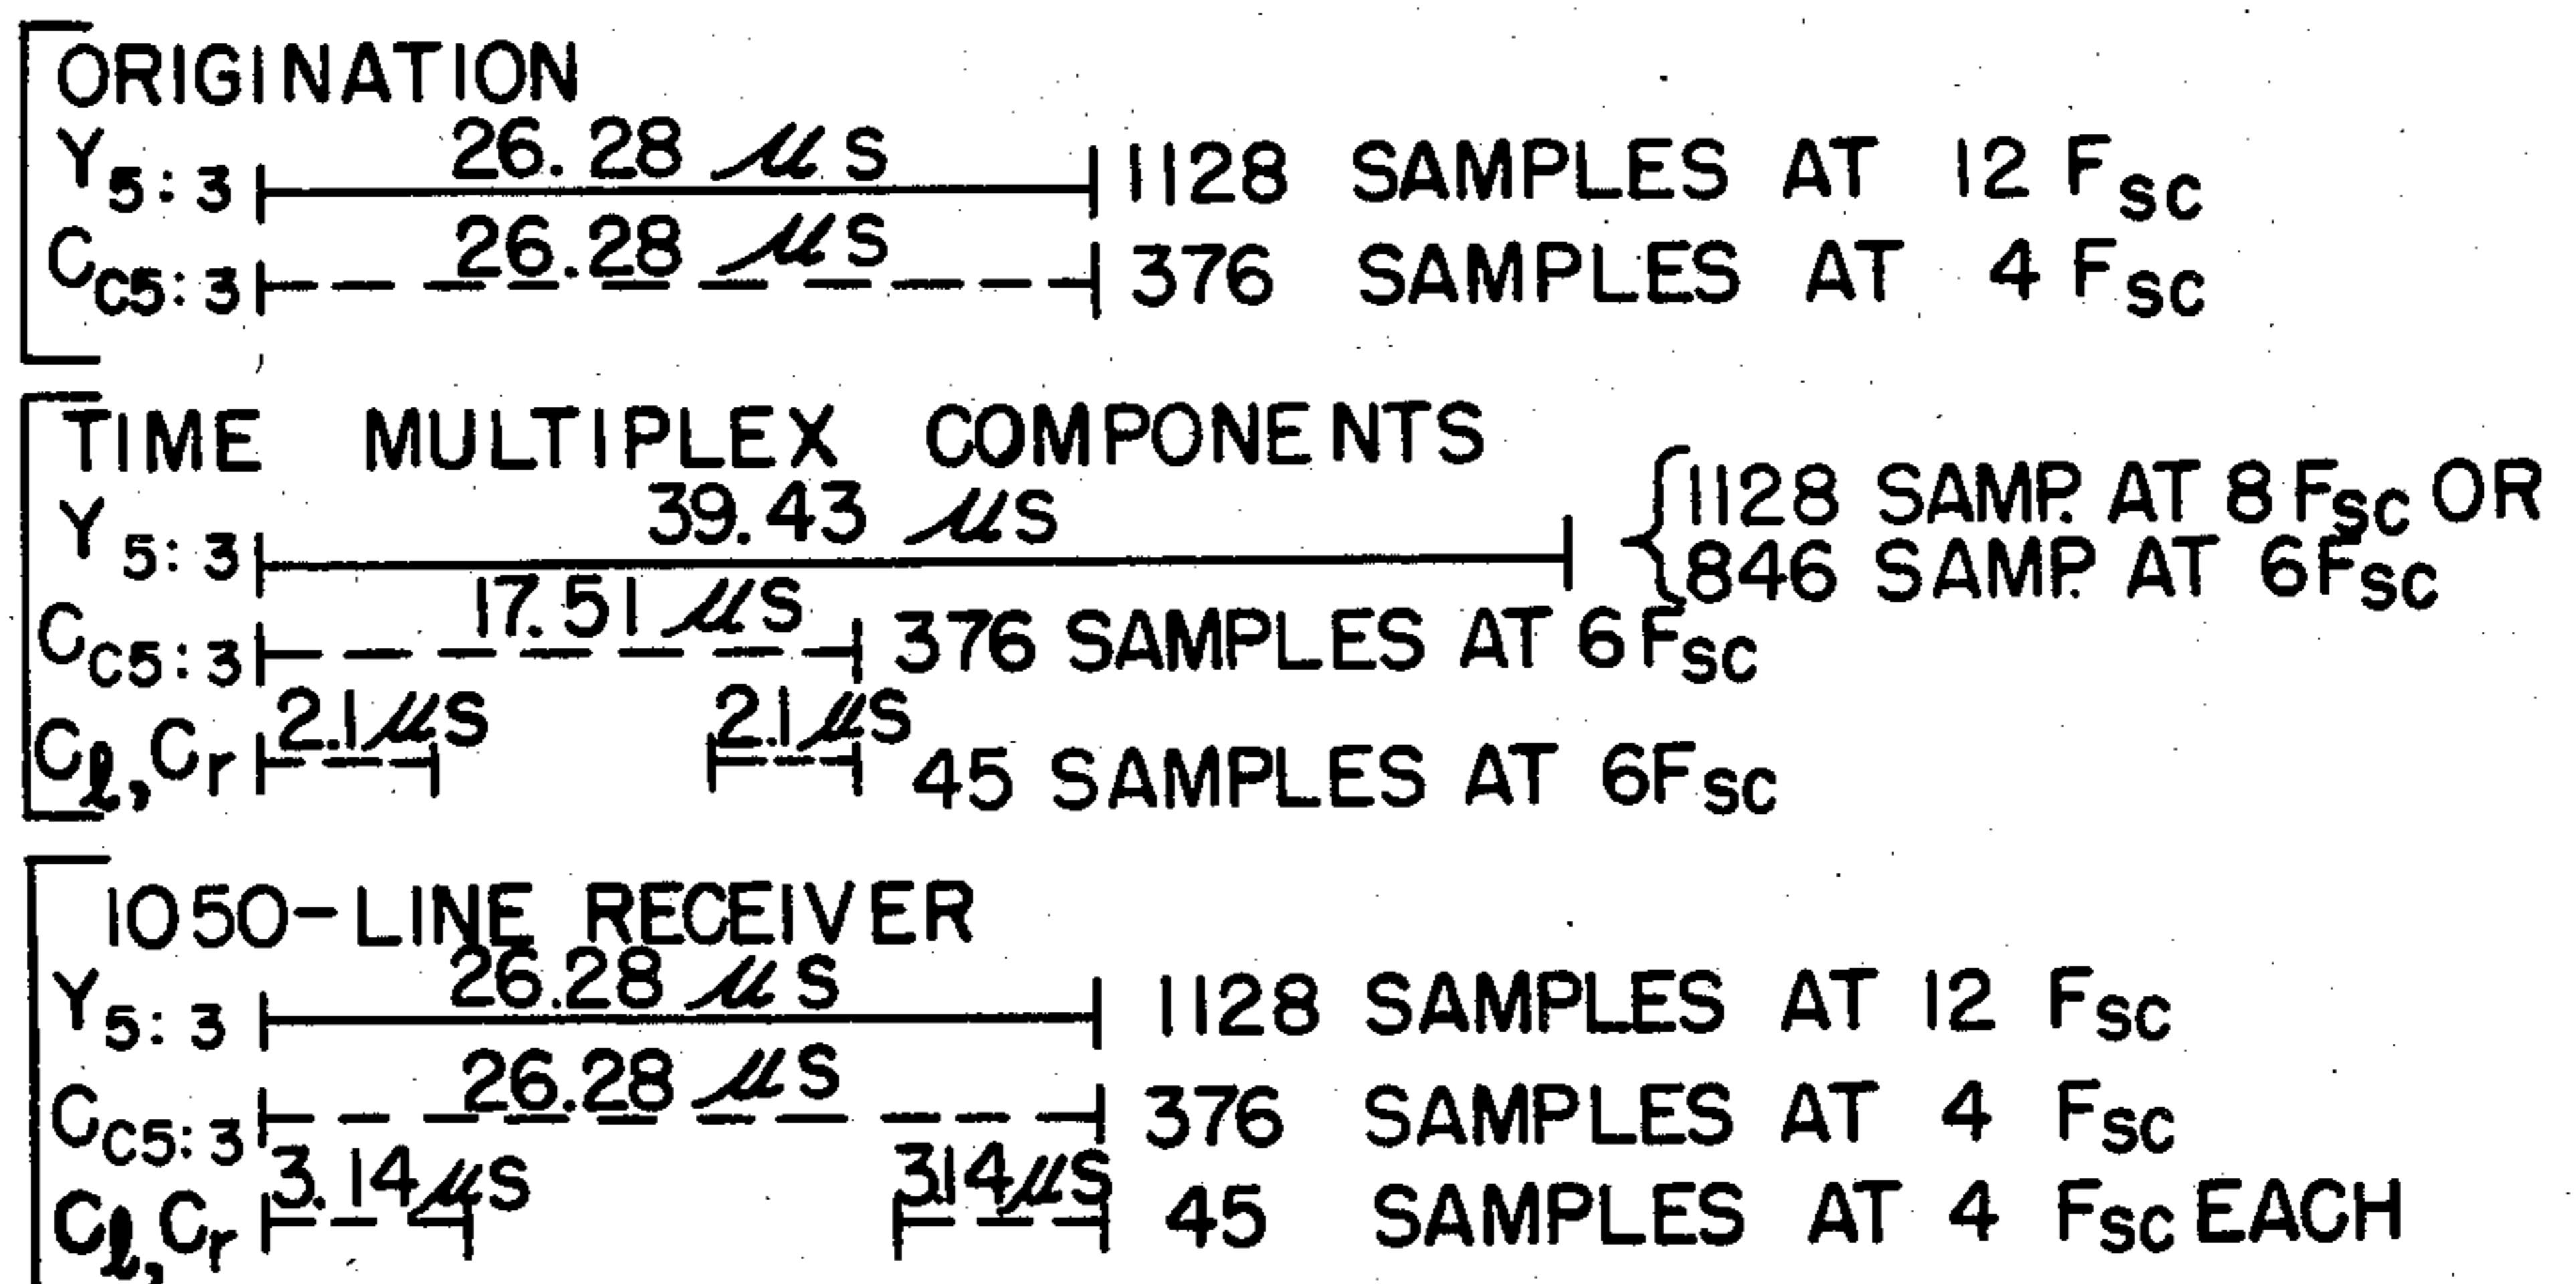 ORIGINATION
26.28 µs
Y5:3 1128 SAMPLES AT 12 FSC
26.28 µs
CC5:3 376 SAMPLES AT 4 FSC
TIME MULTIPLEX COMPONENTS
39.43 µs
Y5:3 1128 SAMP. AT 8 FSC OR
846 SAMP. AT 6FSC
17.51 µs
CC5:3 376 SAMPLES AT 6FSC
2.1 µs 2.1 µs
Cl, Cr 45 SAMPLES AT 6FSC
1050-LINE RECEIVER
26.28 µs
Y5:3 1128 SAMPLES AT 12 FSC
26.28 µs
CC5:3 376 SAMPLES AT 4 FSC
3.14 µs 3.14 µs
Cl, Cr 45 SAMPLES AT 4 FSC EACH